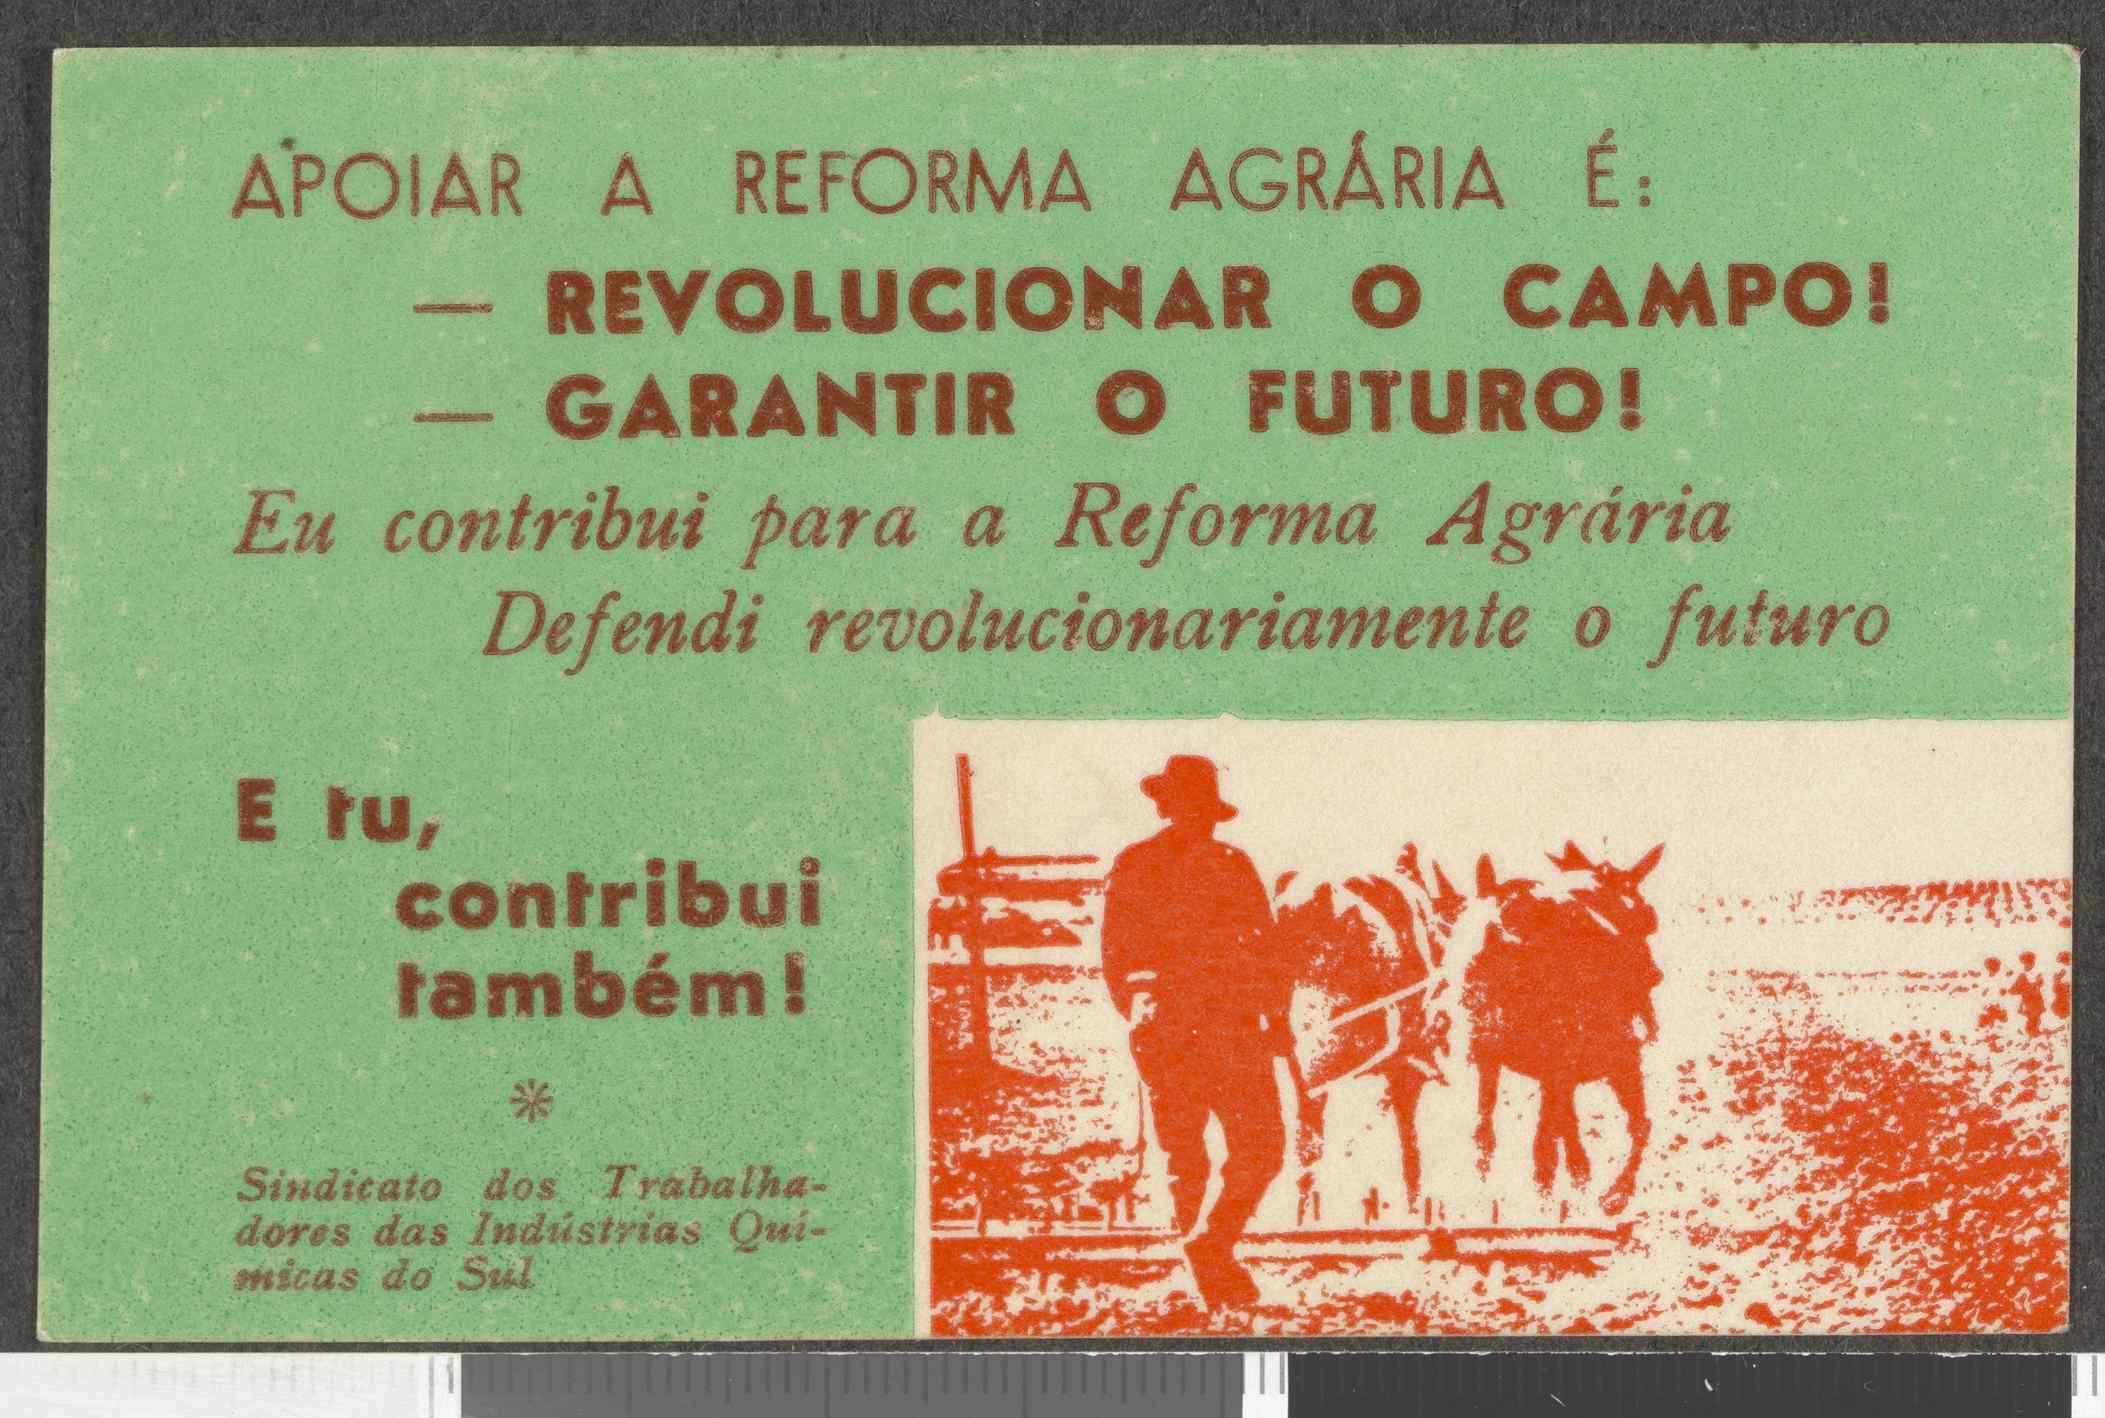 APOIAR A REFORMA AGRÁRIA É:
— REVOLUCIONAR O CAMPO!
— GARANTIR O FUTURO!
Eu contribui para a Reforma Agrária
Defendi revolucionariamente o futuro
E tu,
contribui
também!
*
Sindicato dos Trabalha-
dores das Indústrias Quí-
micas do Sul